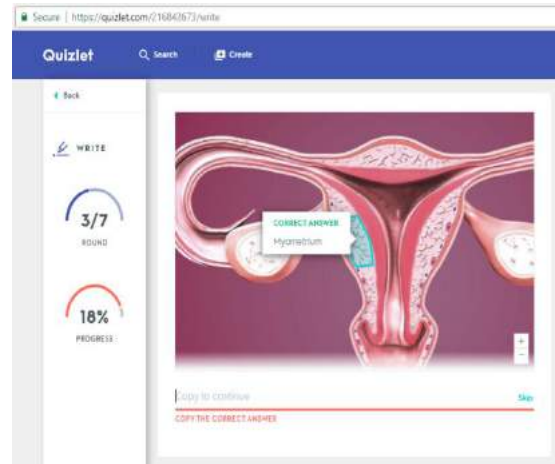 Secure | https://quizlet.com/216842673/write
Quizlet Search Create
Back
WRITE
3/7
ROUND
18%
PROGRESS
CORRECT ANSWER
Myometrium
+
-
Copy to continue Skip
COPY THE CORRECT ANSWER